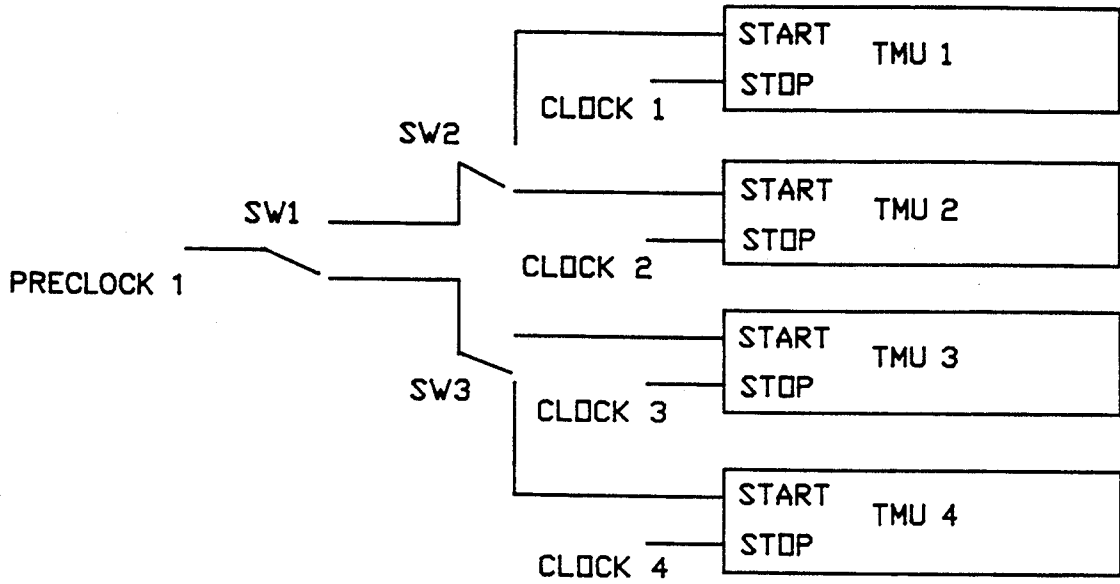 START
TMU 1
STOP
CLOCK 1
SW2
START
TMU 2
SW1
STOP
CLOCK 2
PRECLOCK 1
START
TMU 3
STOP
SW3
CLOCK 3
START
TMU 4
STOP
CLOCK 4